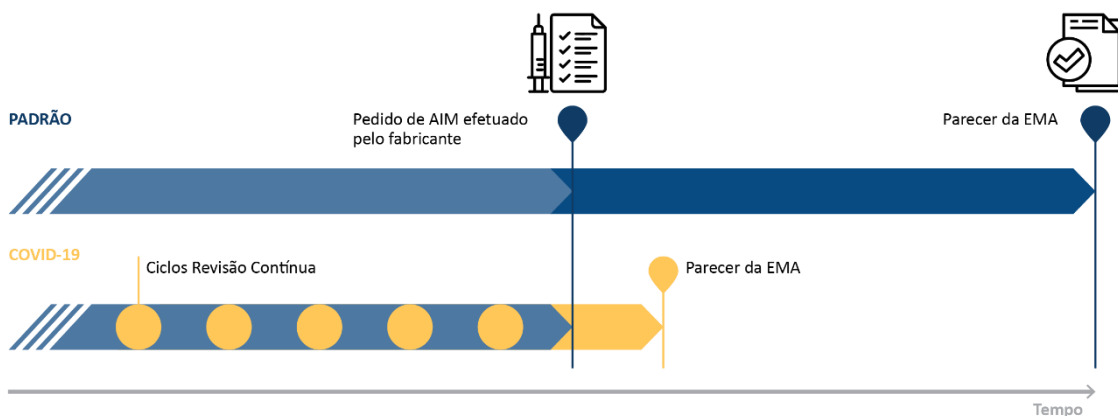 PADRÃO
Pedido de AIM efetuado
pelo fabricante
Parecer da EMA
COVID-19
Ciclos Revisão Contínua
Parecer da EMA
Tempo